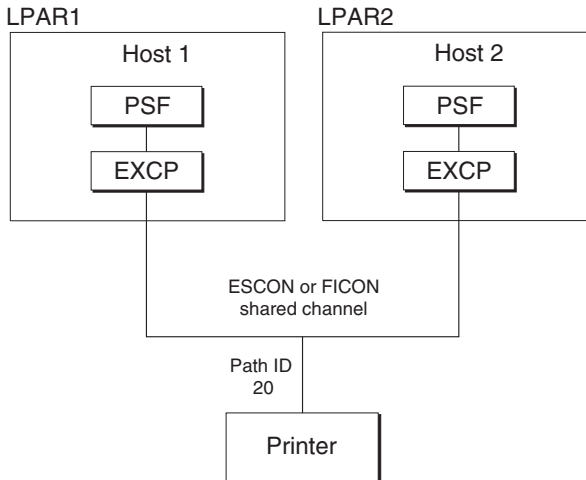 LPAR1
Host 1
PSF
EXCP
LPAR2
Host 2
PSF
EXCP
ESCON or FICON
shared channel
Path ID
20
Printer